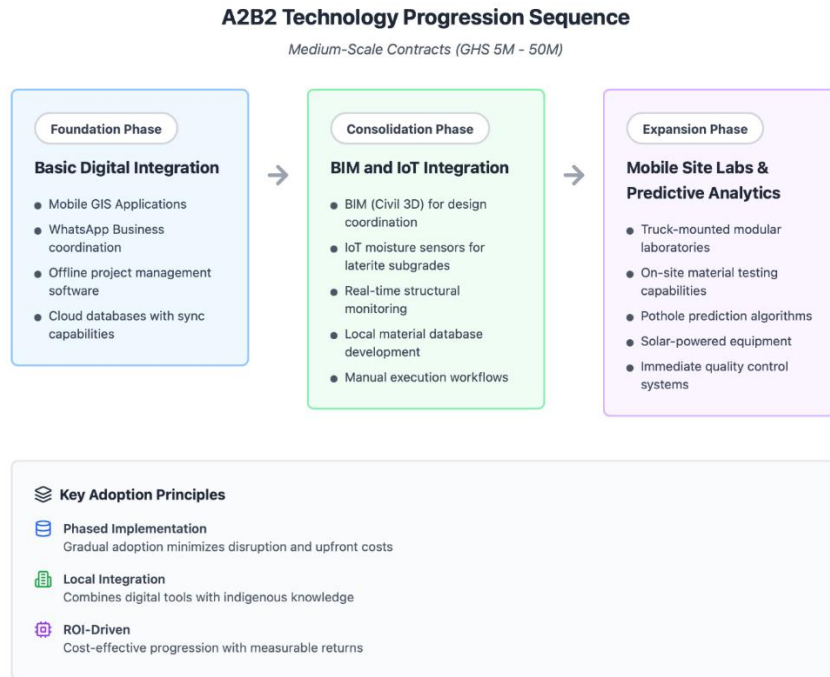 A2B2 Technology Progression Sequence
Medium-Scale Contracts (GHS 5M - 50M)
Foundation Phase
Basic Digital Integration
Mobile GIS Applications
WhatsApp Business
coordination
Offline project management
software
Cloud databases with sync
capabilities
Consolidation Phase
BIM and IoT Integration
BIM (Civil 3D) for design
coordination
IoT moisture sensors for
laterite subgrades
Real-time structural
monitoring
Local material database
development
Manual execution workflows
Expansion Phase
Mobile Site Labs &
Predictive Analytics
Truck-mounted modular
laboratories
On-site material testing
capabilities
Pothole prediction algorithms
Solar-powered equipment
Immediate quality control
systems
Key Adoption Principles
Phased Implementation
Gradual adoption minimizes disruption and upfront costs
Local Integration
Combines digital tools with indigenous knowledge
ROI-Driven
Cost-effective progression with measurable returns